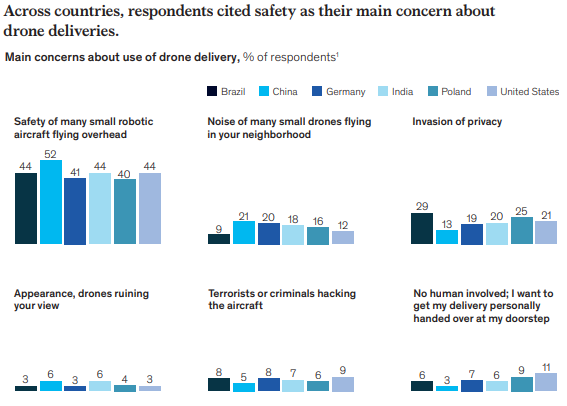 Across countries, respondents cited safety as their main concern about
drone deliveries.
Main concerns about use of drone delivery, % of respondents¹
Brazil China Germany India Poland United States
Safety of many small robotic
aircraft flying overhead
44 52 41 44 40 44
Noise of many small drones flying
in your neighborhood
9 21 20 18 16 12
Invasion of privacy
29 13 19 20 25 21
Appearance, drones ruining
your view
3 6 3 6 4 3
Terrorists or criminals hacking
the aircraft
8 5 8 7 6 9
No human involved; I want to
get my delivery personally
handed over at my doorstep
6 3 7 6 9 11